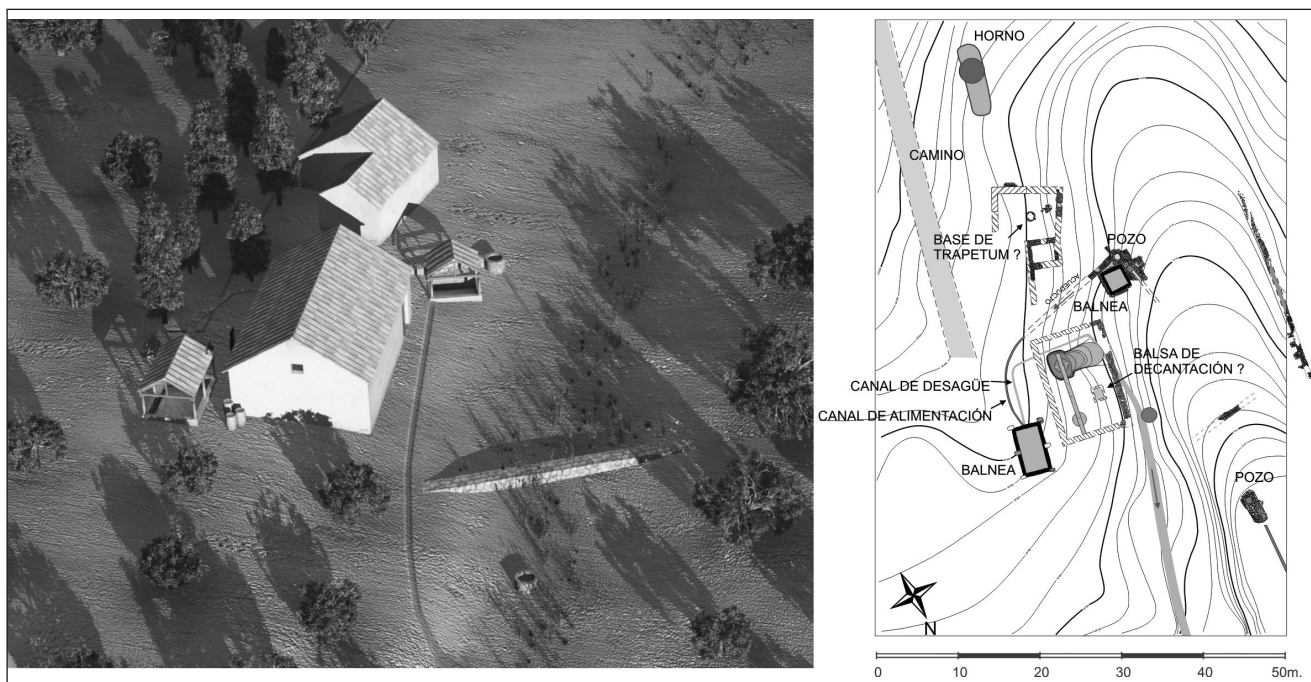 HORNO
CAMINO
BASE DE
TRAPETUM ?
POZO
ACUEDUCTO
BALNEA
BALSA DE
DECANTACIÓN ?
CANAL DE DESAGÜE
CANAL DE ALIMENTACIÓN
BALNEA
POZO
N
0 10 20 30 40 50m.